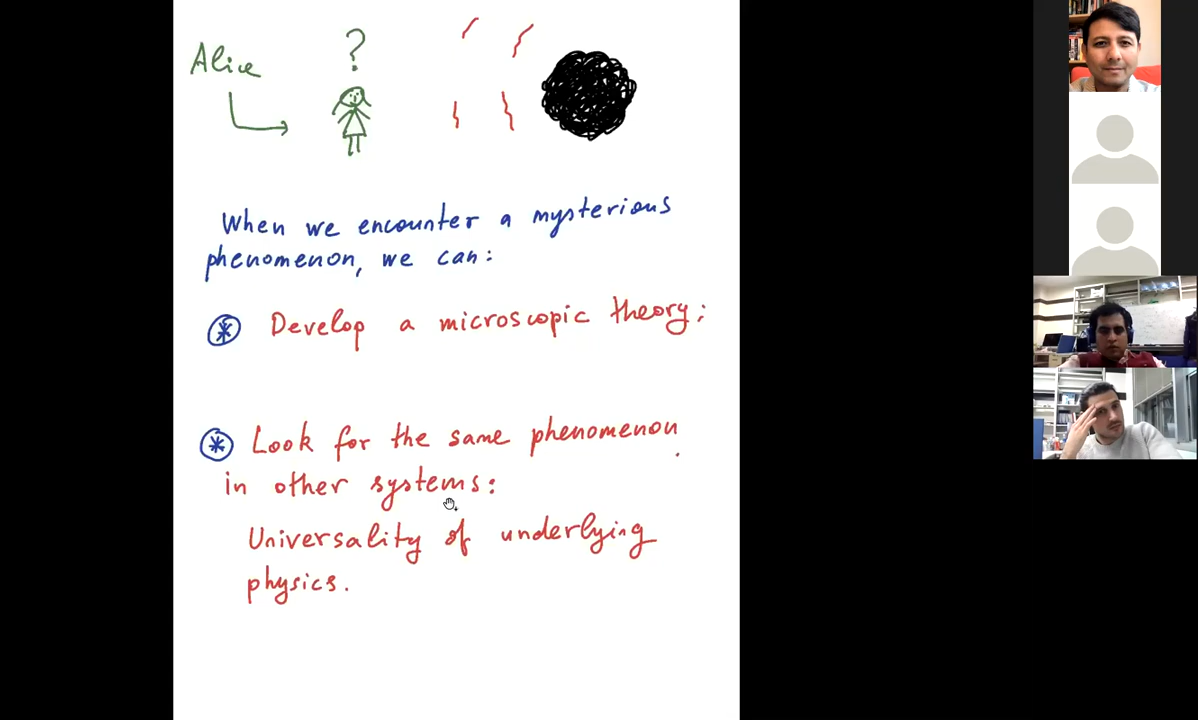 Alice
?
When we encounter a mysterious
phenomenon, we can:
* Develop a microscopic theory:
* Look for the same phenomenon
in other systems:
Universality of underlying
physics.